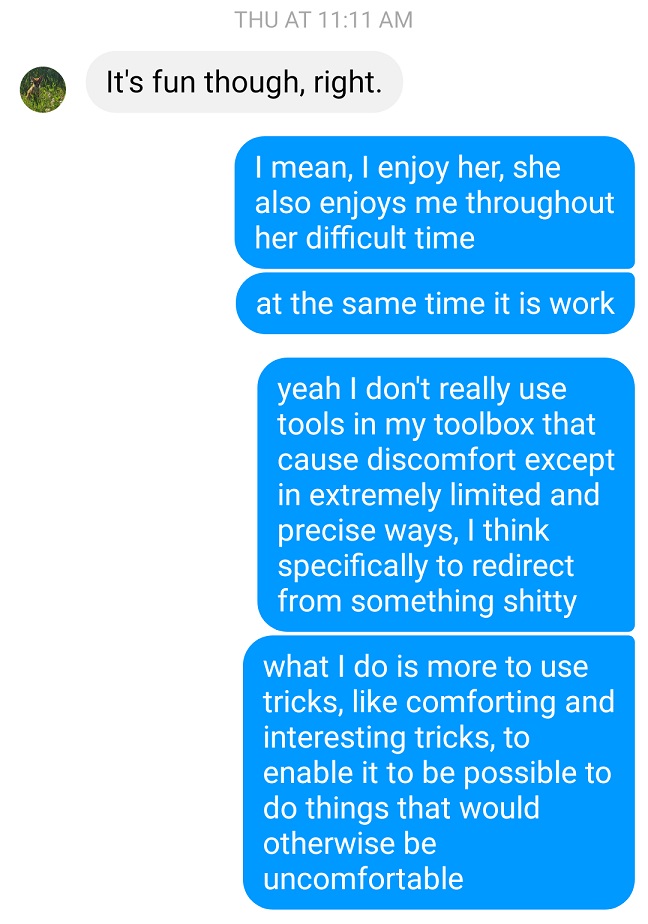 THU AT 11:11 AM
It's fun though, right.
I mean, I enjoy her, she
also enjoys me throughout
her difficult time
at the same time it is work
yeah I don't really use
tools in my toolbox that
cause discomfort except
in extremely limited and
precise ways, I think
specifically to redirect
from something shitty
what I do is more to use
tricks, like comforting and
interesting tricks, to
enable it to be possible to
do things that would
otherwise be
uncomfortable